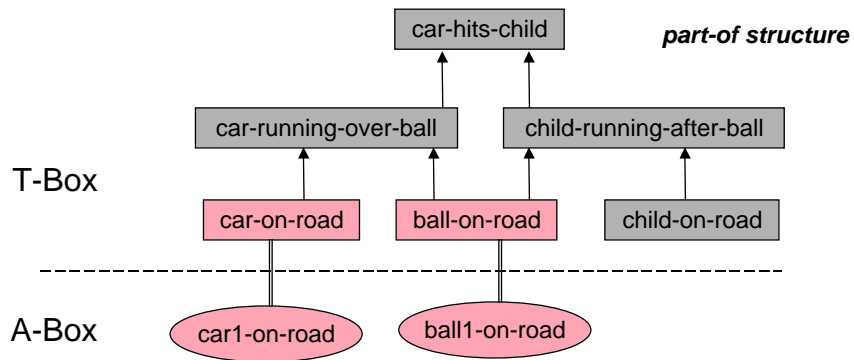 car-hits-child
part-of structure
car-running-over-ball
child-running-after-ball
T-Box
car-on-road
ball-on-road
child-on-road
A-Box
car1-on-road
ball1-on-road